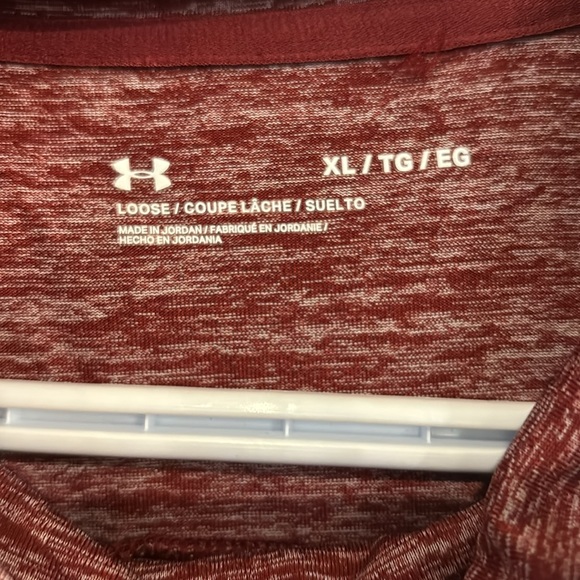 XL / TG / EG
LOOSE / COUPE LÂCHE / SUELTO
MADE IN JORDAN / FABRIQUÉ EN JORDANIE /
HECHO EN JORDANIA